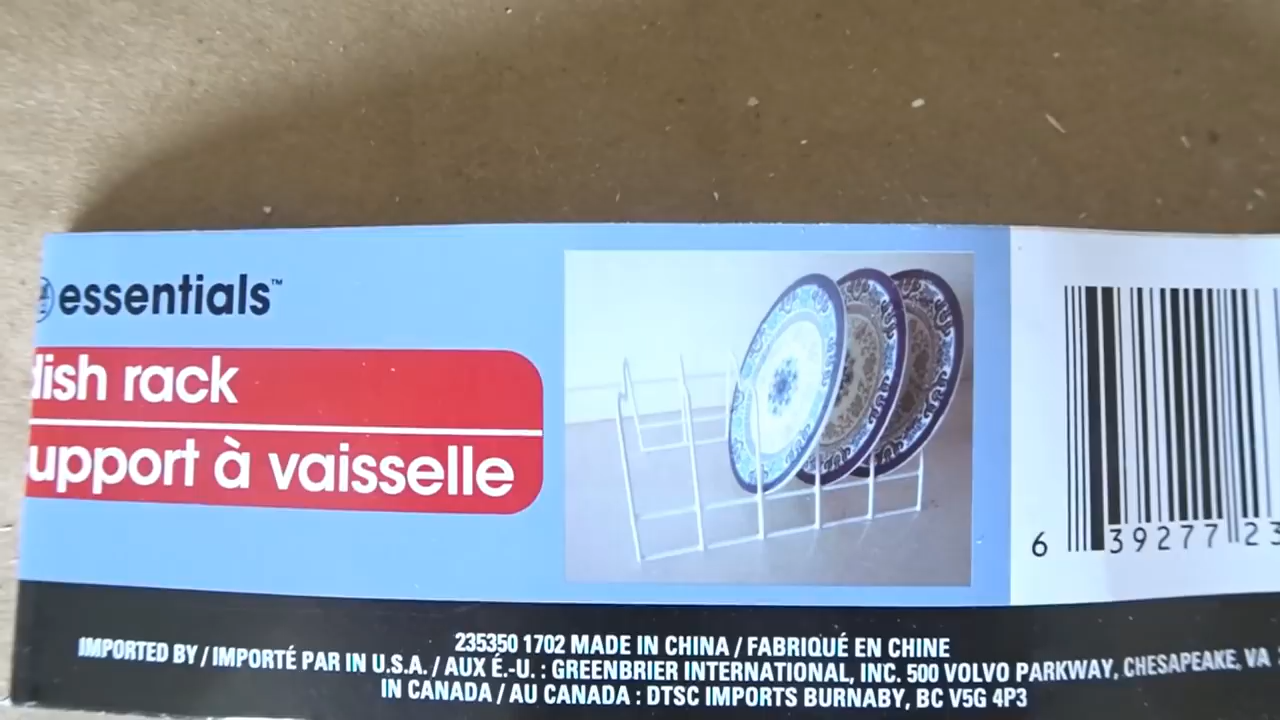 essentials™
dish rack
support à vaisselle
6 39277 23
235350 1702 MADE IN CHINA / FABRIQUÉ EN CHINE
IMPORTED BY / IMPORTÉ PAR IN U.S.A. / AUX É.-U. : GREENBRIER INTERNATIONAL, INC. 500 VOLVO PARKWAY, CHESAPEAKE, VA
IN CANADA / AU CANADA : DTSC IMPORTS BURNABY, BC V5G 4P3